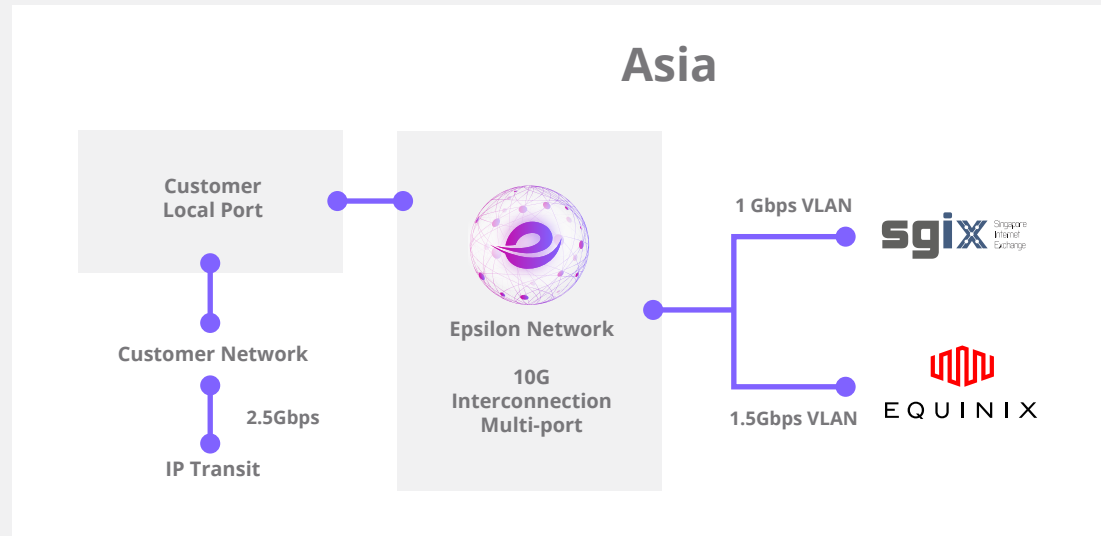 Asia
Customer
Local Port
Customer Network
2.5Gbps
IP Transit
Epsilon Network
10G
Interconnection
Multi-port
1 Gbps VLAN
sgix
Singapore
Internet
Exchange
1.5Gbps VLAN
EQUINIX